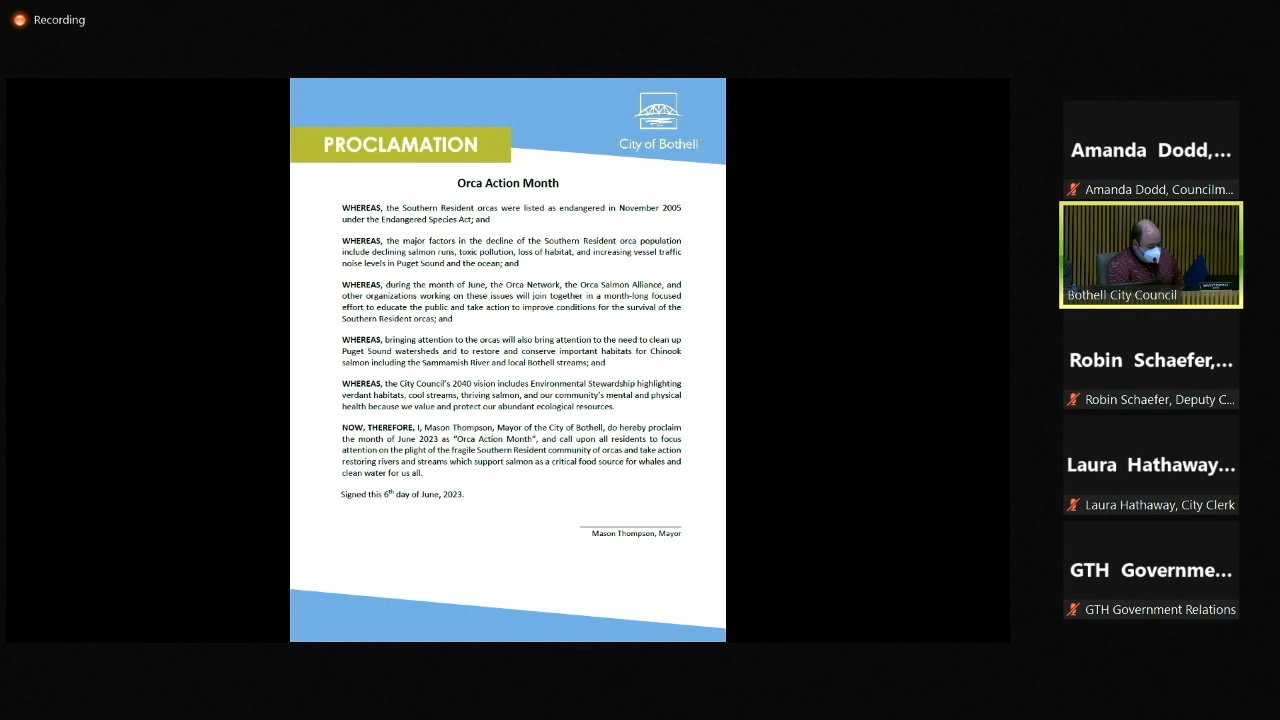 Recording
City of Bothell
PROCLAMATION
Orca Action Month
WHEREAS, the Southern Resident orcas were listed as endangered in November 2005
under the Endangered Species Act; and
WHEREAS, the major factors in the decline of the Southern Resident orca population
include declining salmon runs, toxic pollution, loss of habitat, and increasing vessel traffic
noise levels in Puget Sound and the ocean; and
WHEREAS, during the month of June, the Orca Network, the Orca Salmon Alliance, and
other organizations working on these issues will join together in a month-long focused
effort to educate the public and take action to improve conditions for the survival of the
Southern Resident orcas; and
WHEREAS, bringing attention to the orcas will also bring attention to the need to clean up
Puget Sound watersheds and to restore and conserve important habitats for Chinook
salmon including the Sammamish River and local Bothell streams; and
WHEREAS, the City Council's 2040 vision includes Environmental Stewardship highlighting
verdant habitats, cool streams, thriving salmon, and our community's mental and physical
health because we value and protect our abundant ecological resources.
NOW, THEREFORE, I, Mason Thompson, Mayor of the City of Bothell, do hereby proclaim
the month of June 2023 as "Orca Action Month", and call upon all residents to focus
attention on the plight of the fragile Southern Resident community of orcas and take action
restoring rivers and streams which support salmon as a critical food source for whales and
clean water for us all.
Signed this 6th day of June, 2023.
Mason Thompson, Mayor
Amanda Dodd,...
Amanda Dodd, Councilm...
Bothell City Council
Robin Schaefer,...
Robin Schaefer, Deputy C...
Laura Hathaway...
Laura Hathaway, City Clerk
GTH Governme...
GTH Government Relations